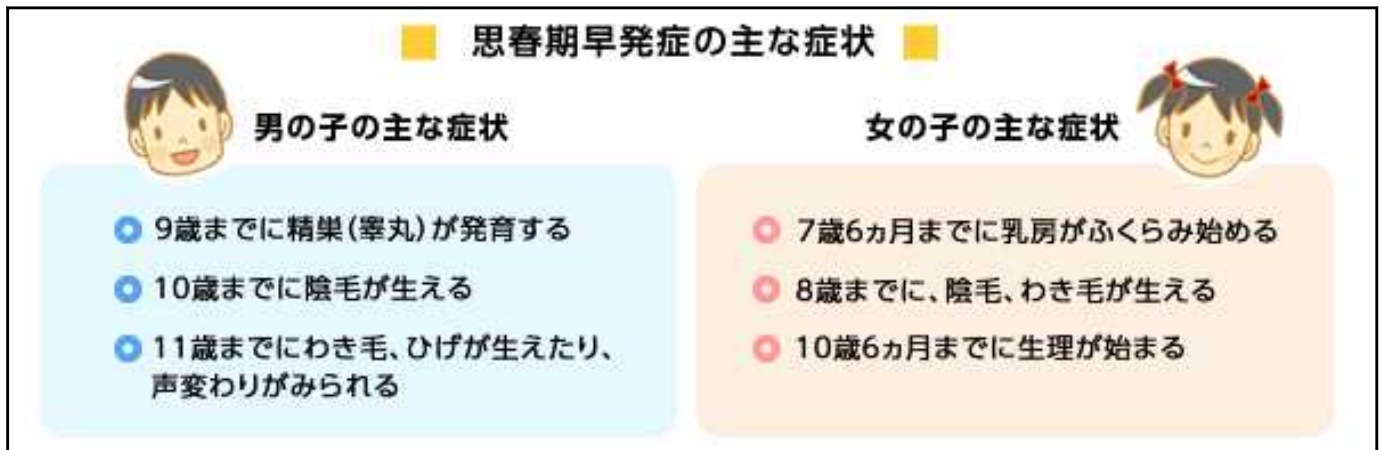 思春期早発症の主な症状
男の子の主な症状
9歳までに精巣(睾丸)が発育する
10歳までに陰毛が生える
11歳までにわき毛、ひげが生えたり、
声変わりがみられる
女の子の主な症状
7歳6ヵ月までに乳房がふくらみ始める
8歳までに、陰毛、わき毛が生える
10歳6ヵ月までに生理が始まる